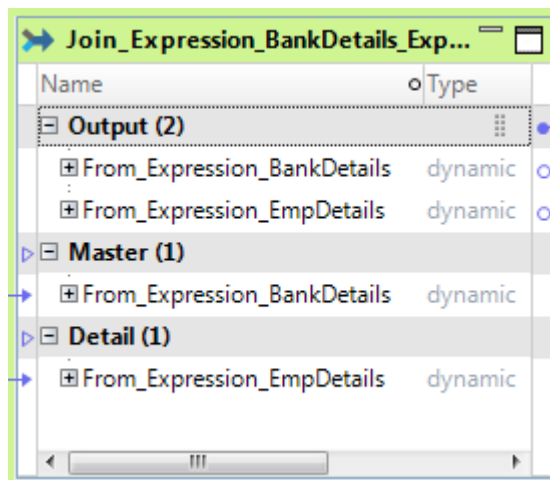 Join_Expression_BankDetails_Exp...
Name Type
Output (2)
From_Expression_BankDetails dynamic
From_Expression_EmpDetails dynamic
Master (1)
From_Expression_BankDetails dynamic
Detail (1)
From_Expression_EmpDetails dynamic